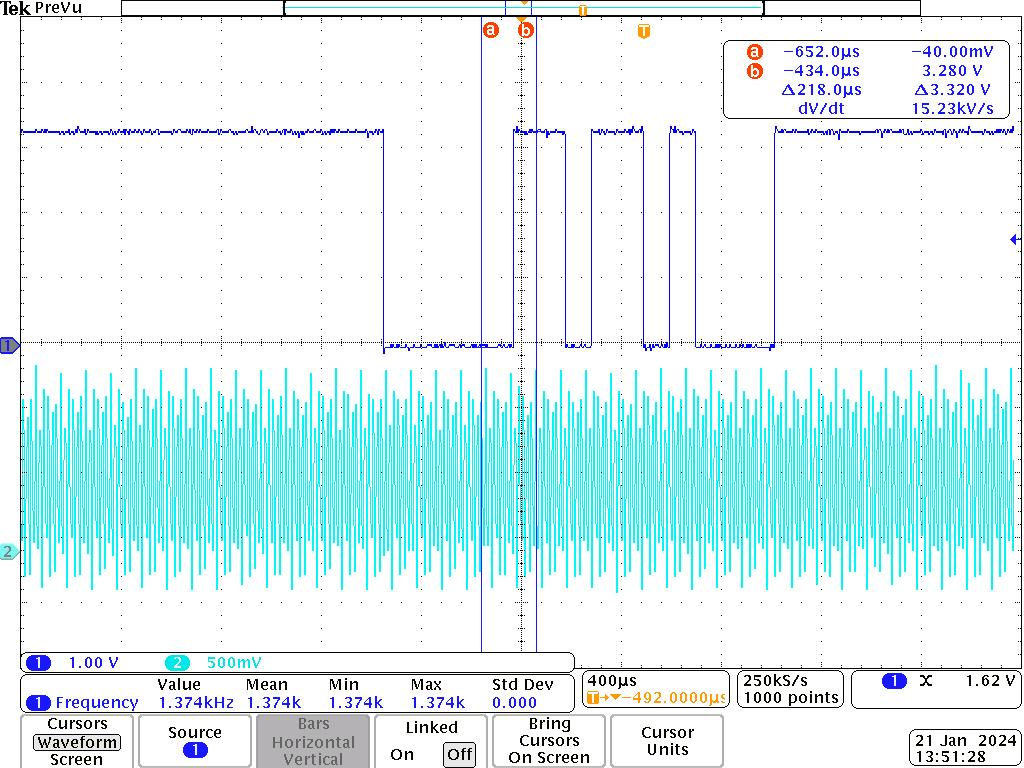 Tek PreVu
T
a b T
a −652.0µs −40.00mV
b −434.0µs 3.280 V
Δ218.0µs Δ3.320 V
dV/dt 15.23kV/s
1
2
1 1.00 V 2 500mV
Value Mean Min Max Std Dev
1 Frequency 1.374kHz 1.374k 1.374k 1.374k 0.000
400µs
T→▼−492.0000µs
250kS/s
1000 points
1 X 1.62 V
Cursors
Waveform
Screen
Source
1
Bars
Horizontal
Vertical
Linked
On Off
Bring
Cursors
On Screen
Cursor
Units
21 Jan 2024
13:51:28